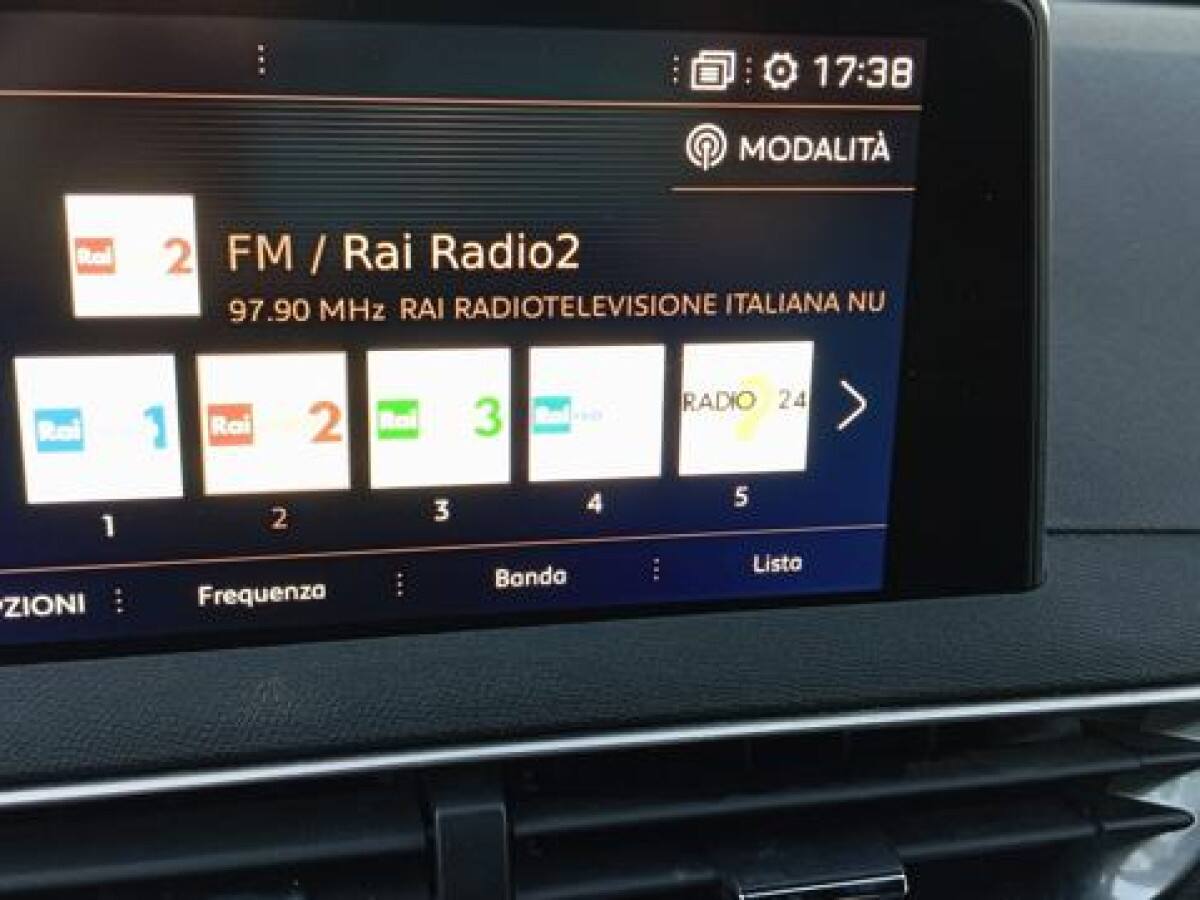 17:38
MODALITÀ
Rai 2
FM / Rai Radio2
97.90 MHz RAI RADIOTELEVISIONE ITALIANA NU
Rai 1
Rai 2
Rai 3
Rai
RADIO 24
1
2
3
4
5
PZIONI
Frequenza
Banda
Lista